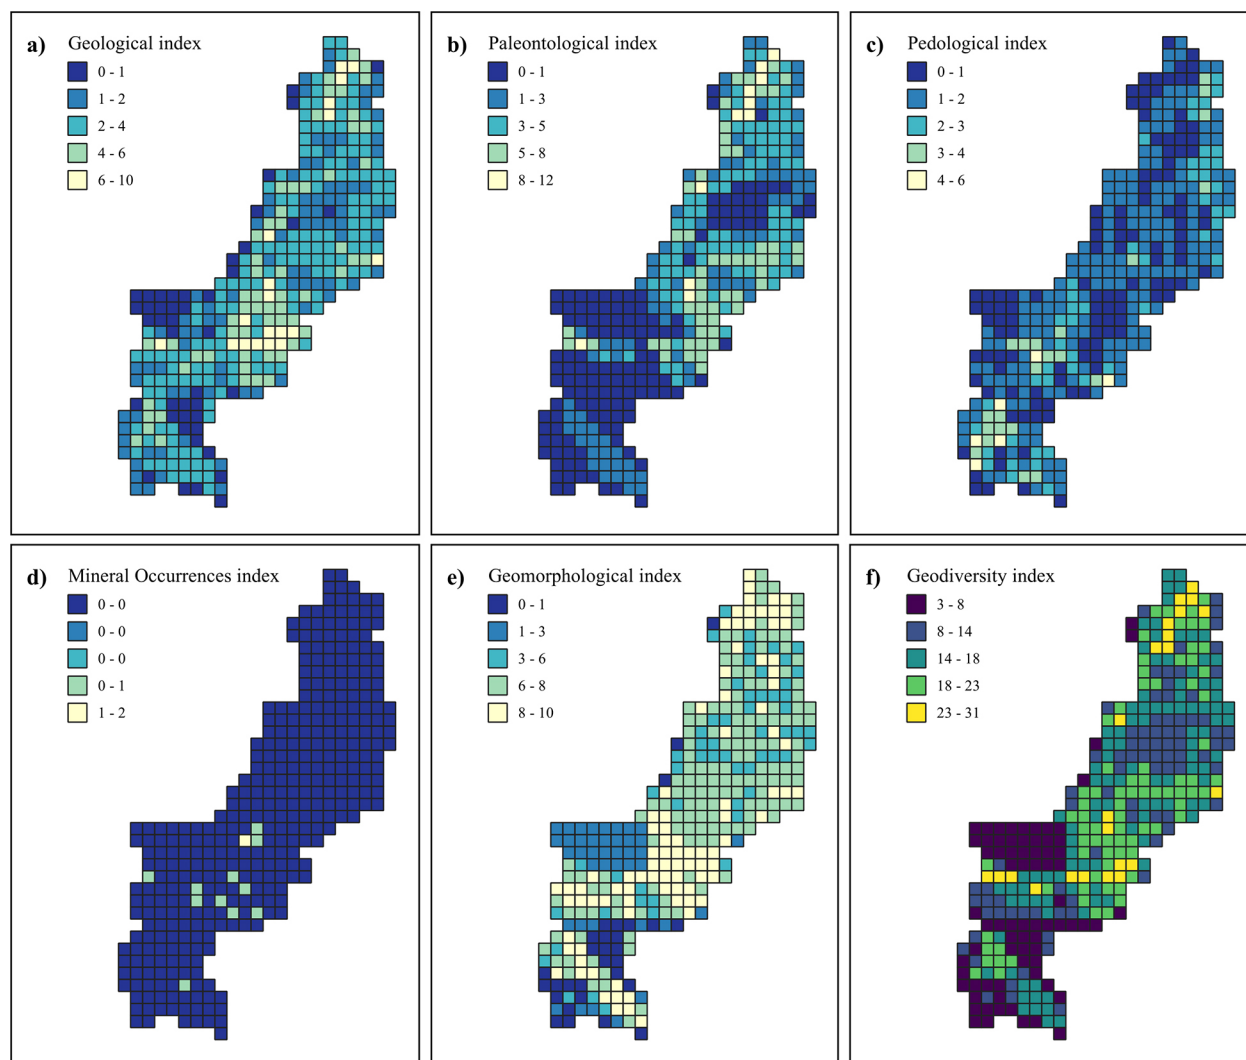 a) Geological index
0 - 1
1 - 2
2 - 4
4 - 6
6 - 10
b) Paleontological index
0 - 1
1 - 3
3 - 5
5 - 8
8 - 12
c) Pedological index
0 - 1
1 - 2
2 - 3
3 - 4
4 - 6
d) Mineral Occurrences index
0 - 0
0 - 0
0 - 0
0 - 1
1 - 2
e) Geomorphological index
0 - 1
1 - 3
3 - 6
6 - 8
8 - 10
f) Geodiversity index
3 - 8
8 - 14
14 - 18
18 - 23
23 - 31